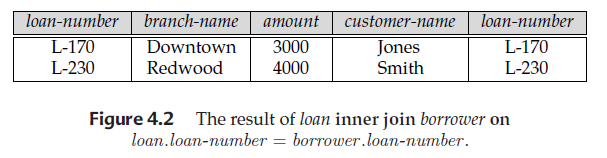 loan-number branch-name amount customer-name loan-number
L-170 Downtown 3000 Jones L-170
L-230 Redwood 4000 Smith L-230
Figure 4.2 The result of loan inner join borrower on
loan.loan-number = borrower.loan-number.